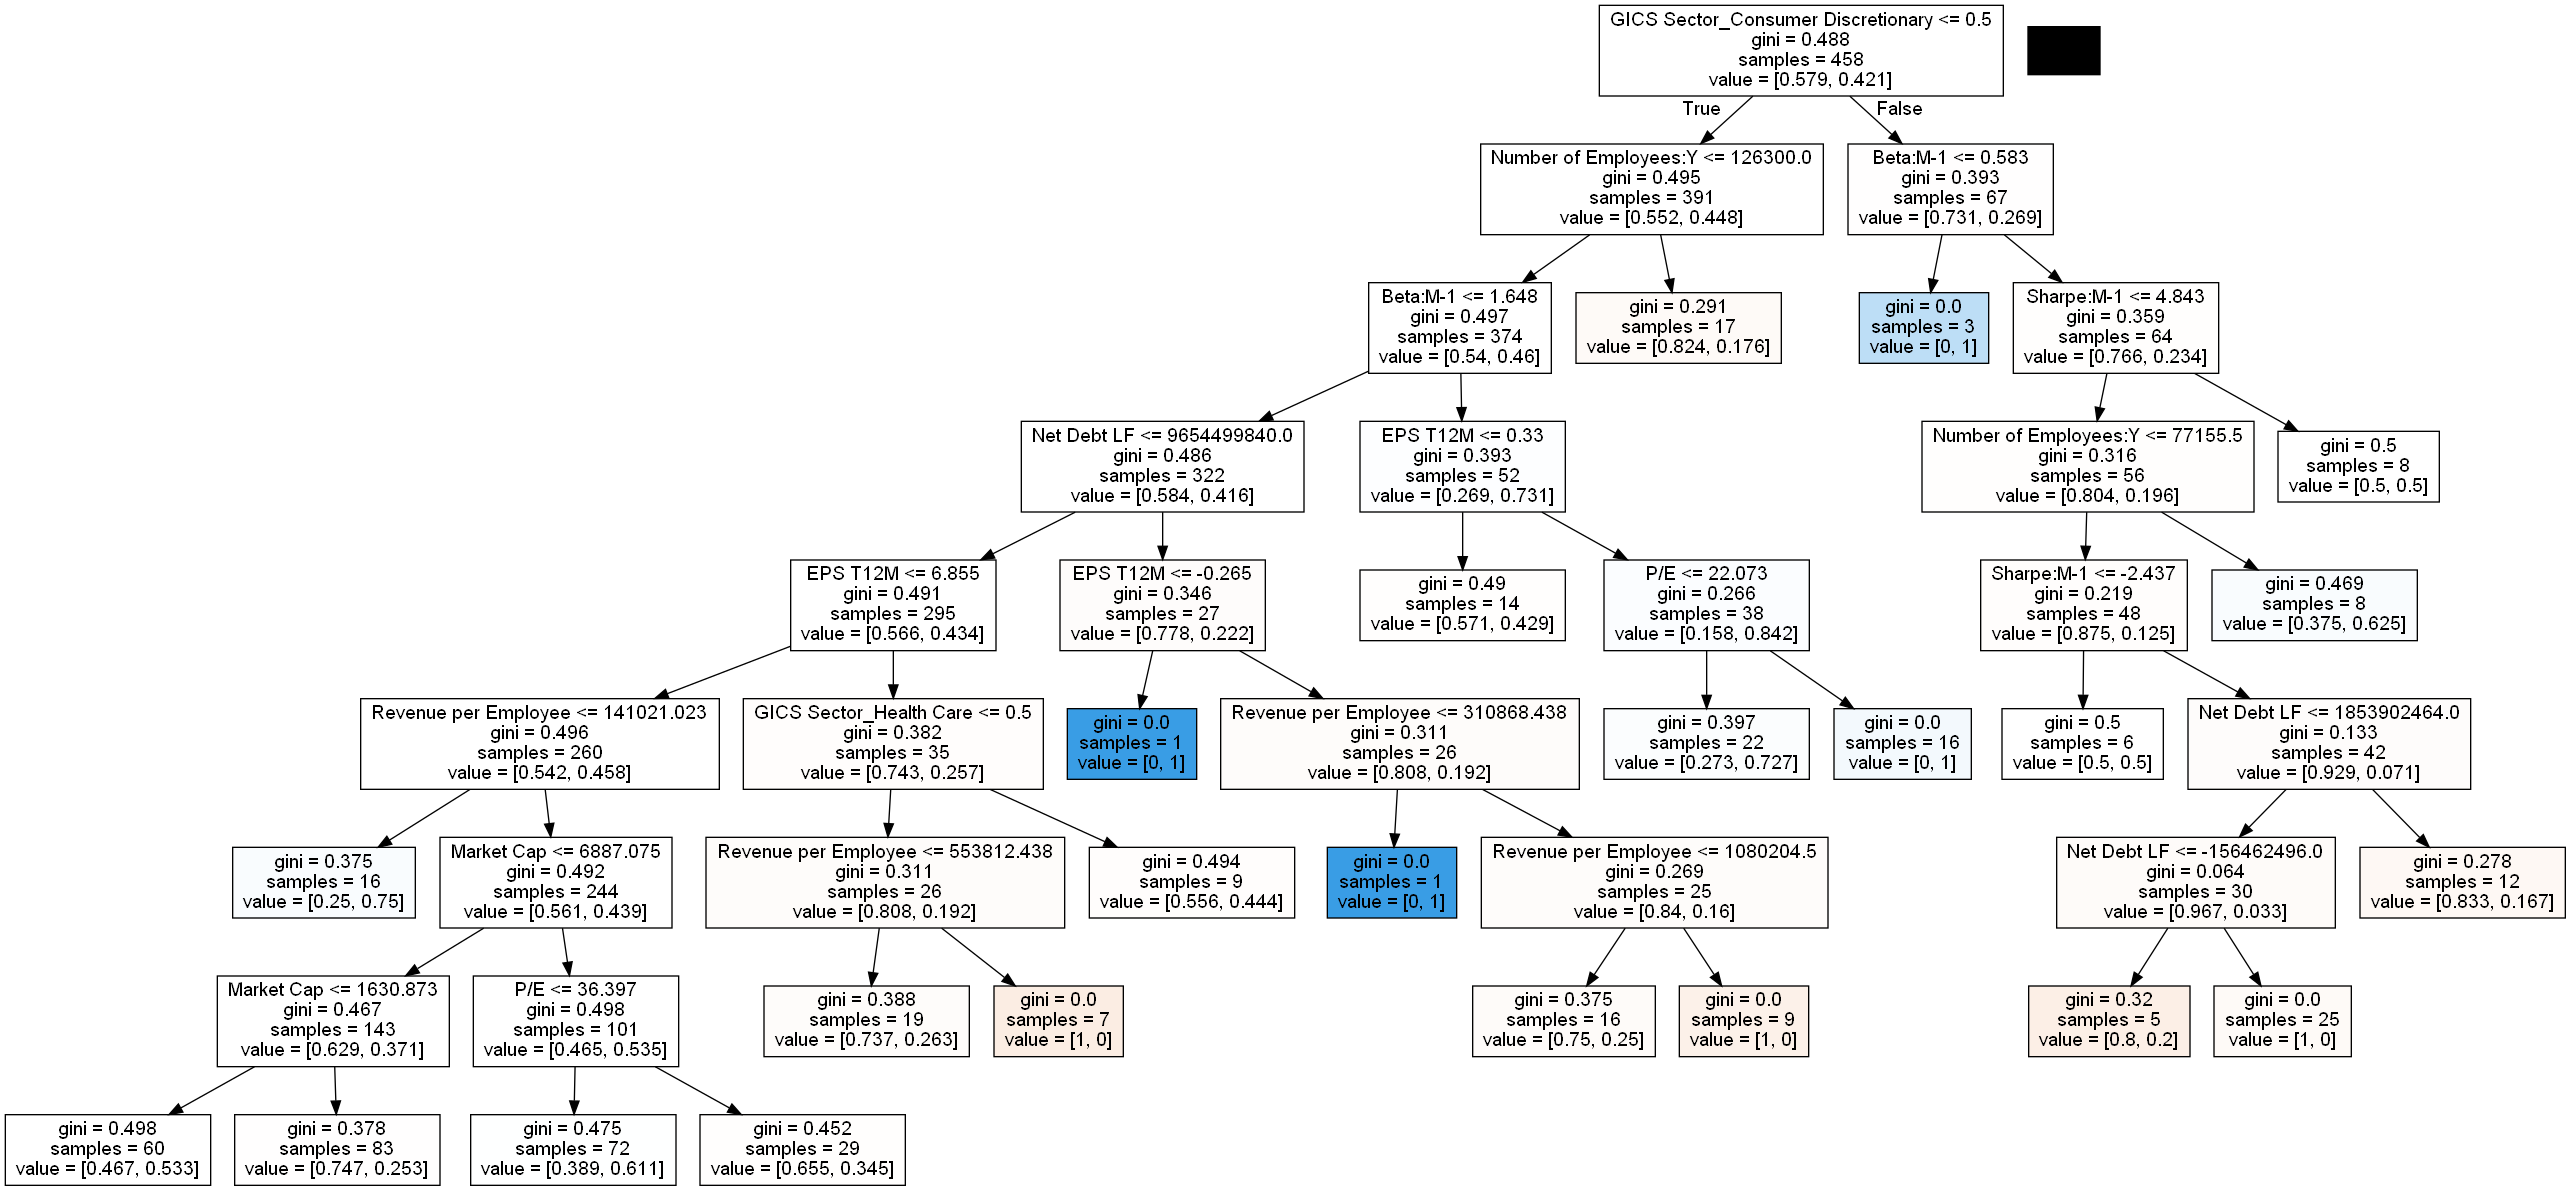 GICS Sector_Consumer Discretionary <= 0.5
gini = 0.488
samples = 458
value = [0.579, 0.421]
True
False
Number of Employees:Y <= 126300.0
gini = 0.495
samples = 391
value = [0.552, 0.448]
Beta:M-1 <= 0.583
gini = 0.393
samples = 67
value = [0.731, 0.269]
Beta:M-1 <= 1.648
gini = 0.497
samples = 374
value = [0.54, 0.46]
gini = 0.291
samples = 17
value = [0.824, 0.176]
gini = 0.0
samples = 3
value = [0, 1]
Sharpe:M-1 <= 4.843
gini = 0.359
samples = 64
value = [0.766, 0.234]
Net Debt LF <= 9654499840.0
gini = 0.486
samples = 322
value = [0.584, 0.416]
EPS T12M <= 0.33
gini = 0.393
samples = 52
value = [0.269, 0.731]
Number of Employees:Y <= 77155.5
gini = 0.316
samples = 56
value = [0.804, 0.196]
gini = 0.5
samples = 8
value = [0.5, 0.5]
EPS T12M <= 6.855
gini = 0.491
samples = 295
value = [0.566, 0.434]
EPS T12M <= -0.265
gini = 0.346
samples = 27
value = [0.778, 0.222]
gini = 0.49
samples = 14
value = [0.571, 0.429]
P/E <= 22.073
gini = 0.266
samples = 38
value = [0.158, 0.842]
Sharpe:M-1 <= -2.437
gini = 0.219
samples = 48
value = [0.875, 0.125]
gini = 0.469
samples = 8
value = [0.375, 0.625]
Revenue per Employee <= 141021.023
gini = 0.496
samples = 260
value = [0.542, 0.458]
GICS Sector_Health Care <= 0.5
gini = 0.382
samples = 35
value = [0.743, 0.257]
gini = 0.0
samples = 1
value = [0, 1]
Revenue per Employee <= 310868.438
gini = 0.311
samples = 26
value = [0.808, 0.192]
gini = 0.397
samples = 22
value = [0.273, 0.727]
gini = 0.0
samples = 16
value = [0, 1]
gini = 0.5
samples = 6
value = [0.5, 0.5]
Net Debt LF <= 1853902464.0
gini = 0.133
samples = 42
value = [0.929, 0.071]
gini = 0.375
samples = 16
value = [0.25, 0.75]
Market Cap <= 6887.075
gini = 0.492
samples = 244
value = [0.561, 0.439]
Revenue per Employee <= 553812.438
gini = 0.311
samples = 26
value = [0.808, 0.192]
gini = 0.494
samples = 9
value = [0.556, 0.444]
gini = 0.0
samples = 1
value = [0, 1]
Revenue per Employee <= 1080204.5
gini = 0.269
samples = 25
value = [0.84, 0.16]
Net Debt LF <= -156462496.0
gini = 0.064
samples = 30
value = [0.967, 0.033]
gini = 0.278
samples = 12
value = [0.833, 0.167]
Market Cap <= 1630.873
gini = 0.467
samples = 143
value = [0.629, 0.371]
P/E <= 36.397
gini = 0.498
samples = 101
value = [0.465, 0.535]
gini = 0.388
samples = 19
value = [0.737, 0.263]
gini = 0.0
samples = 7
value = [1, 0]
gini = 0.375
samples = 16
value = [0.75, 0.25]
gini = 0.0
samples = 9
value = [1, 0]
gini = 0.32
samples = 5
value = [0.8, 0.2]
gini = 0.0
samples = 25
value = [1, 0]
gini = 0.498
samples = 60
value = [0.467, 0.533]
gini = 0.378
samples = 83
value = [0.747, 0.253]
gini = 0.475
samples = 72
value = [0.389, 0.611]
gini = 0.452
samples = 29
value = [0.655, 0.345]